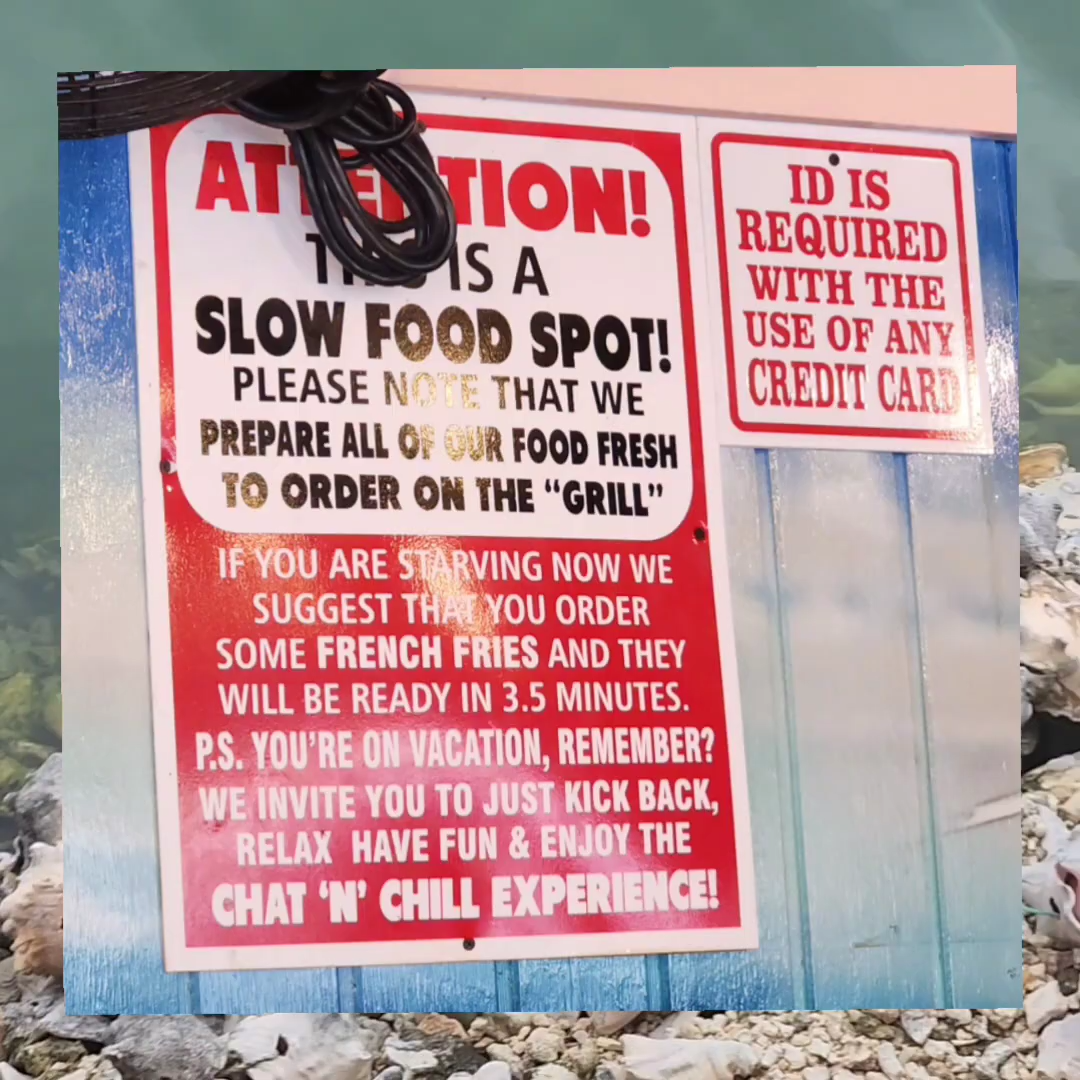 ATTENTION!
THIS IS A
SLOW FOOD SPOT!
PLEASE NOTE THAT WE
PREPARE ALL OF OUR FOOD FRESH
TO ORDER ON THE “GRILL”
IF YOU ARE STARVING NOW WE
SUGGEST THAT YOU ORDER
SOME FRENCH FRIES AND THEY
WILL BE READY IN 3.5 MINUTES.
P.S. YOU'RE ON VACATION, REMEMBER?
WE INVITE YOU TO JUST KICK BACK,
RELAX HAVE FUN & ENJOY THE
CHAT 'N' CHILL EXPERIENCE!
ID IS
REQUIRED
WITH THE
USE OF ANY
CREDIT CARD